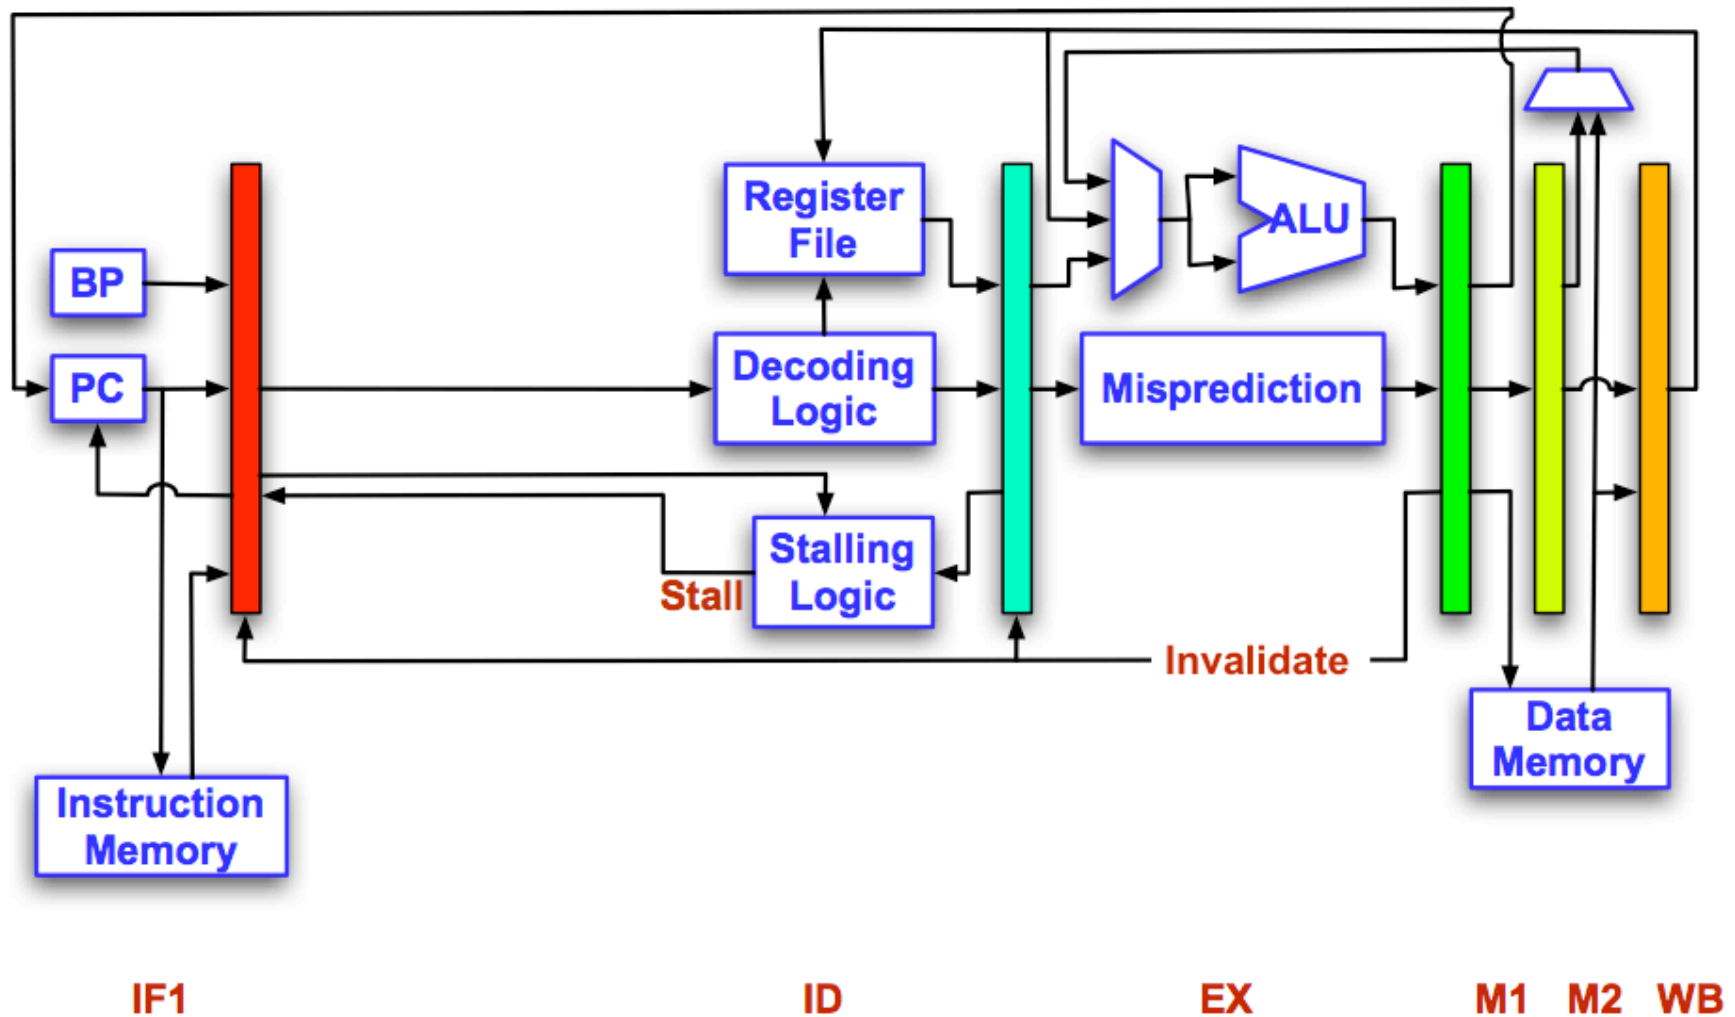 Register
File
ALU
BP
PC
Decoding
Logic
Misprediction
Stalling
Logic
Stall
Invalidate
Data
Memory
Instruction
Memory
IF1
ID
EX
M1
M2
WB